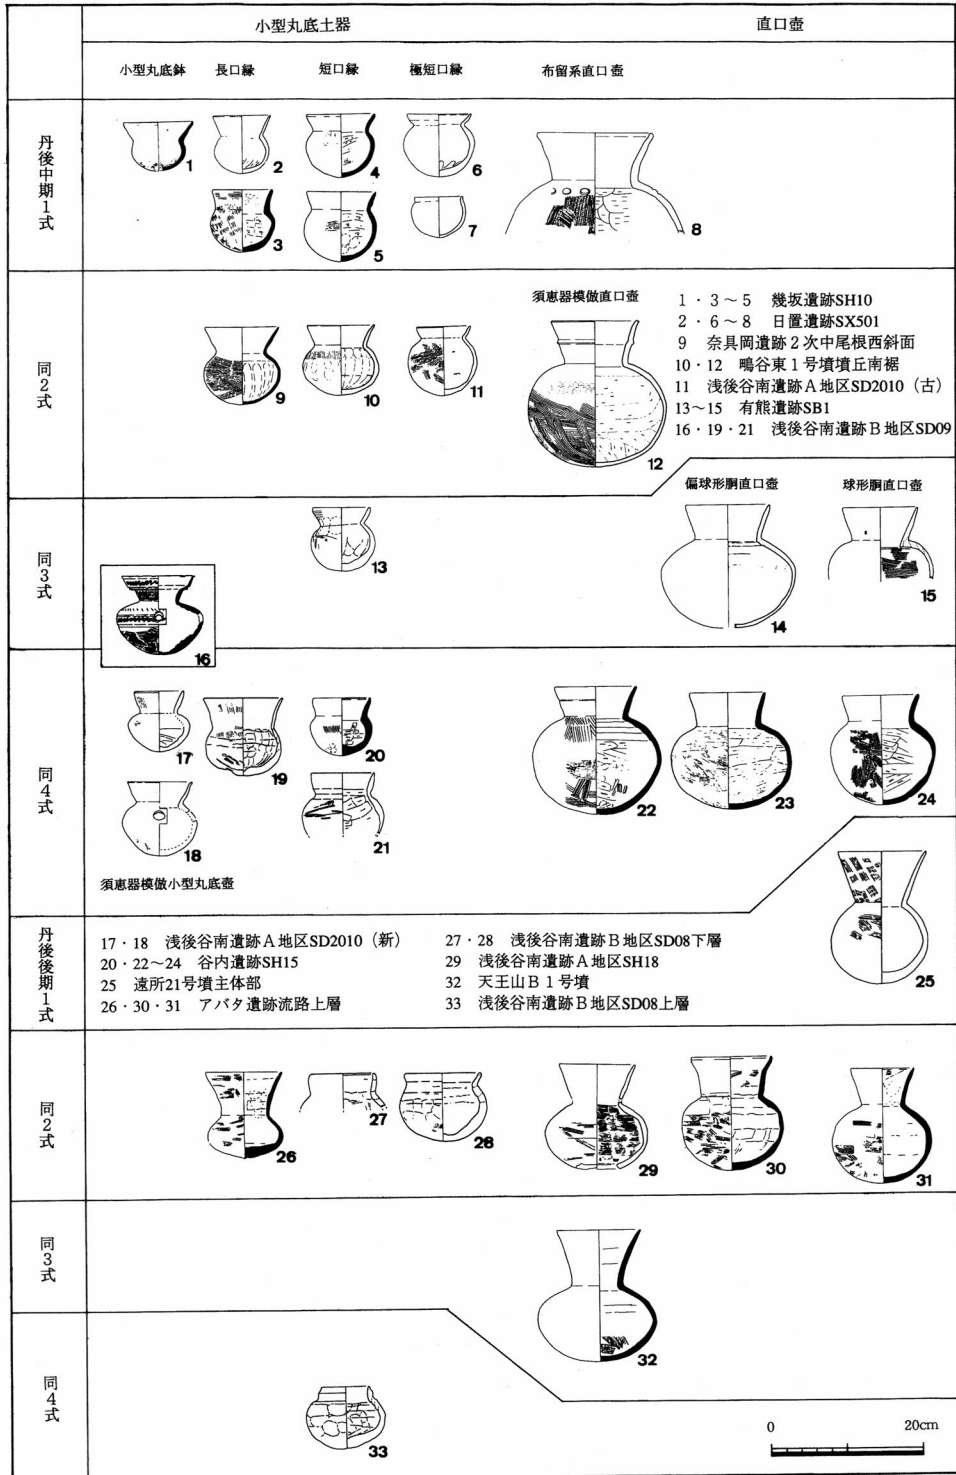 小型丸底土器
直口壺
小型丸底鉢
長口縁
短口縁
極短口縁
布留系直口壺
丹後中期1式
1
2
3
4
5
6
7
8
同2式
須恵器模倣直口壺
9
10
11
12
1・3～5 幾坂遺跡SH10
2・6～8 日置遺跡SX501
9 奈具岡遺跡2次中尾根西斜面
10・12 鴫谷東1号墳墳丘南裾
11 浅後谷南遺跡A地区SD2010（古）
13～15 有熊遺跡SB1
16・19・21 浅後谷南遺跡B地区SD09
偏球形胴直口壺
球形胴直口壺
同3式
13
14
15
16
同4式
17
18
19
20
21
22
23
24
須恵器模倣小型丸底壺
丹後後期1式
17・18 浅後谷南遺跡A地区SD2010（新）
20・22～24 谷内遺跡SH15
25 遠所21号墳主体部
26・30・31 アバタ遺跡流路上層
27・28 浅後谷南遺跡B地区SD08下層
29 浅後谷南遺跡A地区SH18
32 天王山B1号墳
33 浅後谷南遺跡B地区SD08上層
25
同2式
26
27
28
29
30
31
同3式
32
同4式
33
0 20cm